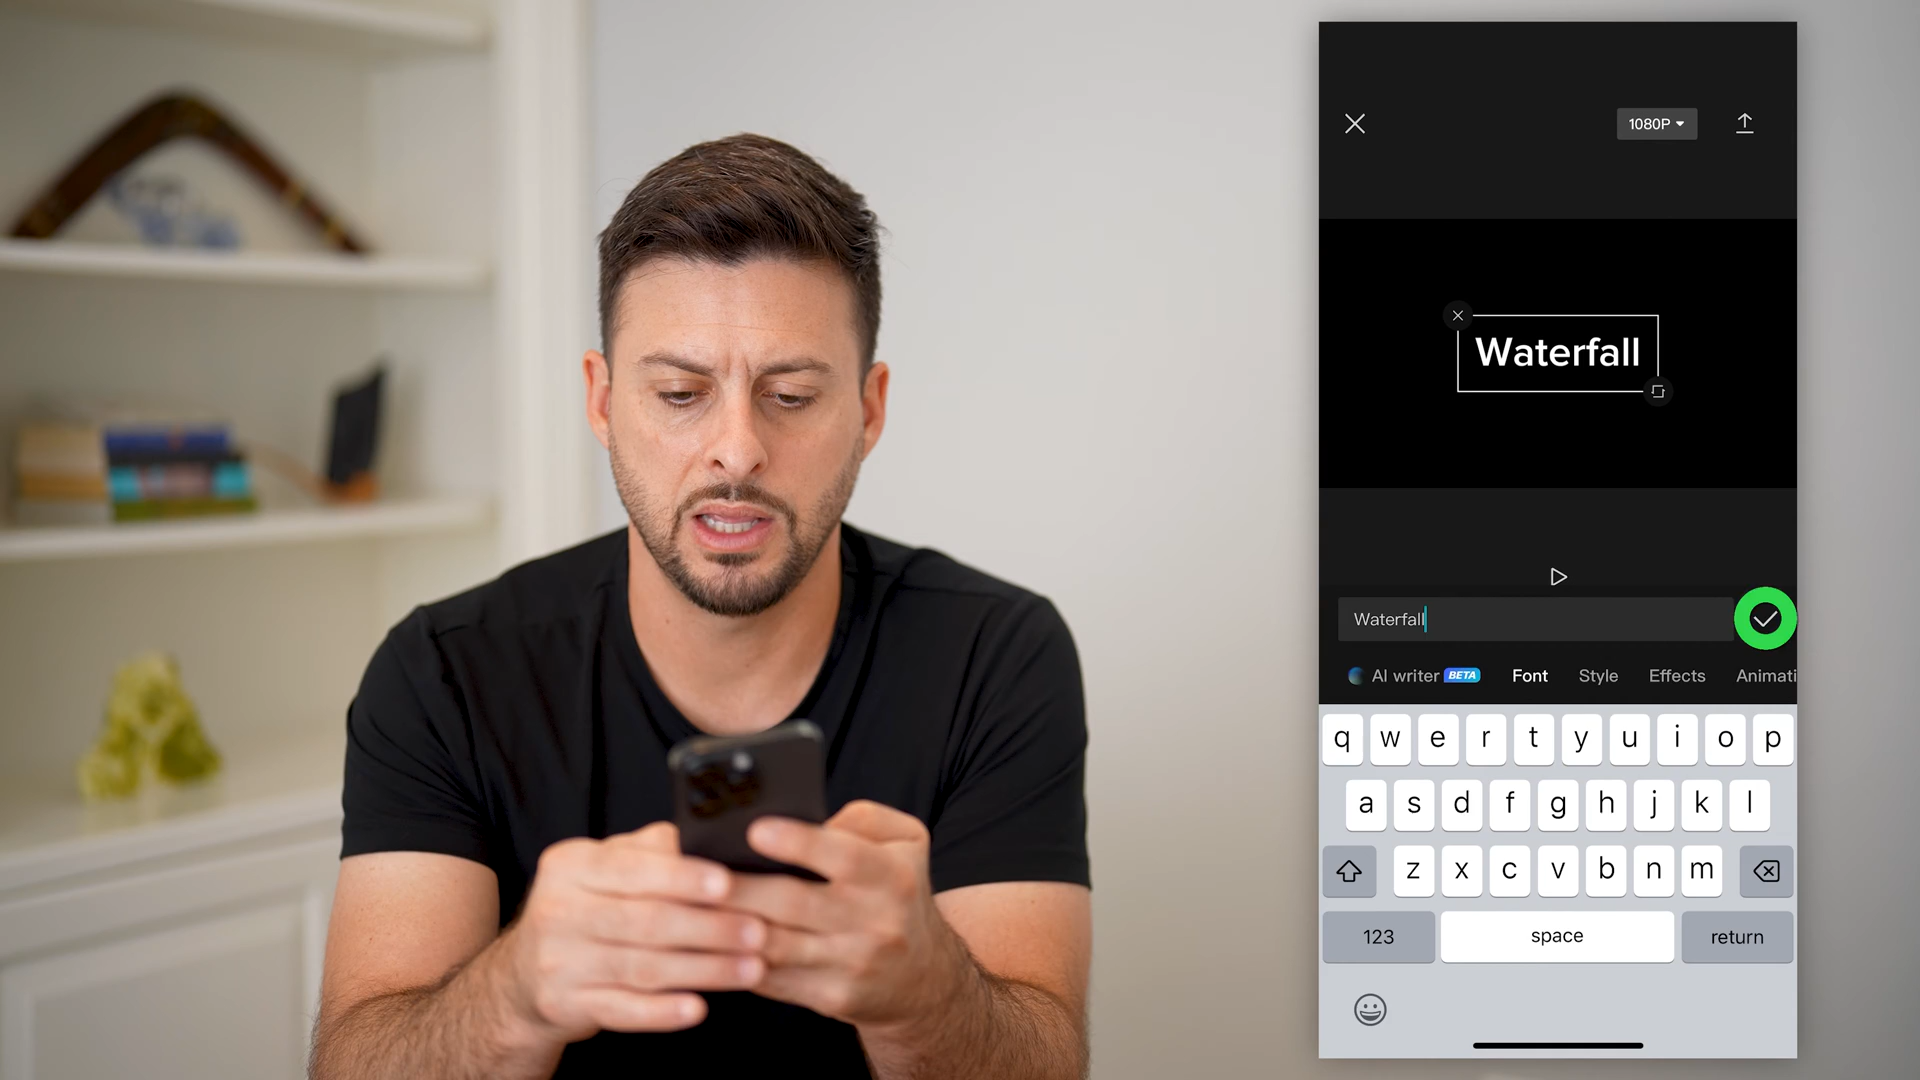 1080P
Waterfall
Waterfall
AI writer BETA Font Style Effects Animati
q w e r t y u i o p
a s d f g h j k l
z x c v b n m
123 space return